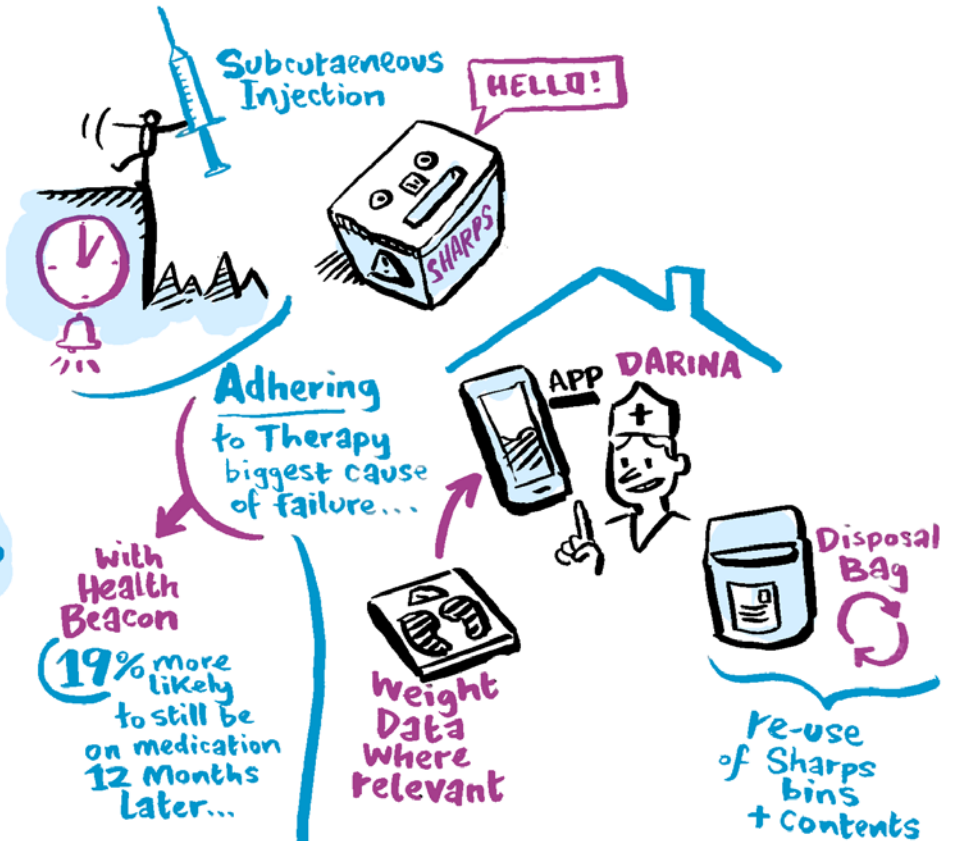 Subcutaeneous
Injection
HELLO!
SHARPS
Adhering
to Therapy
biggest cause
of failure...
with
Health
Beacon
19% more
likely
to still be
on medication
12 Months
Later...
APP
DARINA
Weight
Data
where
relevant
Disposal
Bag
re-use
of Sharps
bins
+ contents